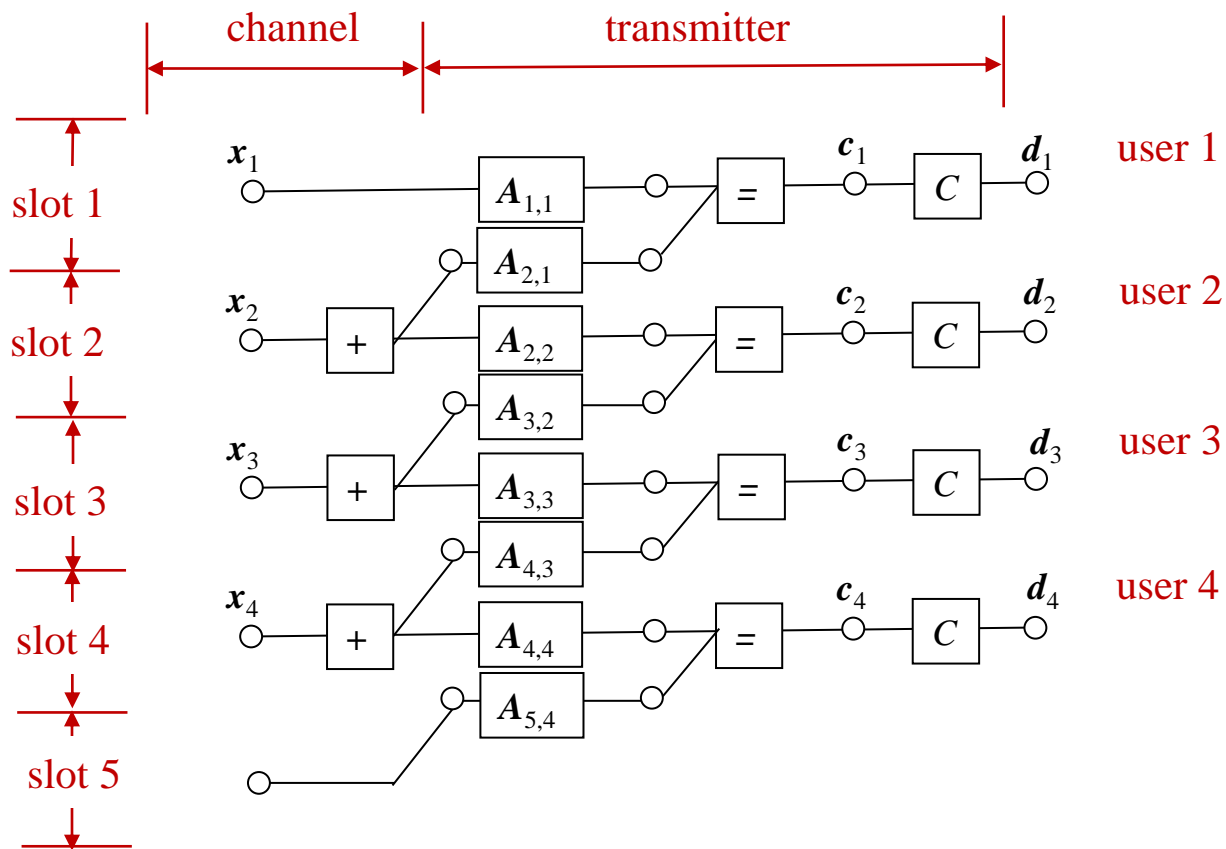 channel
transmitter
x₁
A₁,₁
=
c₁
C
d₁
user 1
slot 1
A₂,₁
x₂
+
A₂,₂
=
c₂
C
d₂
user 2
slot 2
A₃,₂
x₃
+
A₃,₃
=
c₃
C
d₃
user 3
slot 3
A₄,₃
x₄
+
A₄,₄
=
c₄
C
d₄
user 4
slot 4
A₅,₄
slot 5